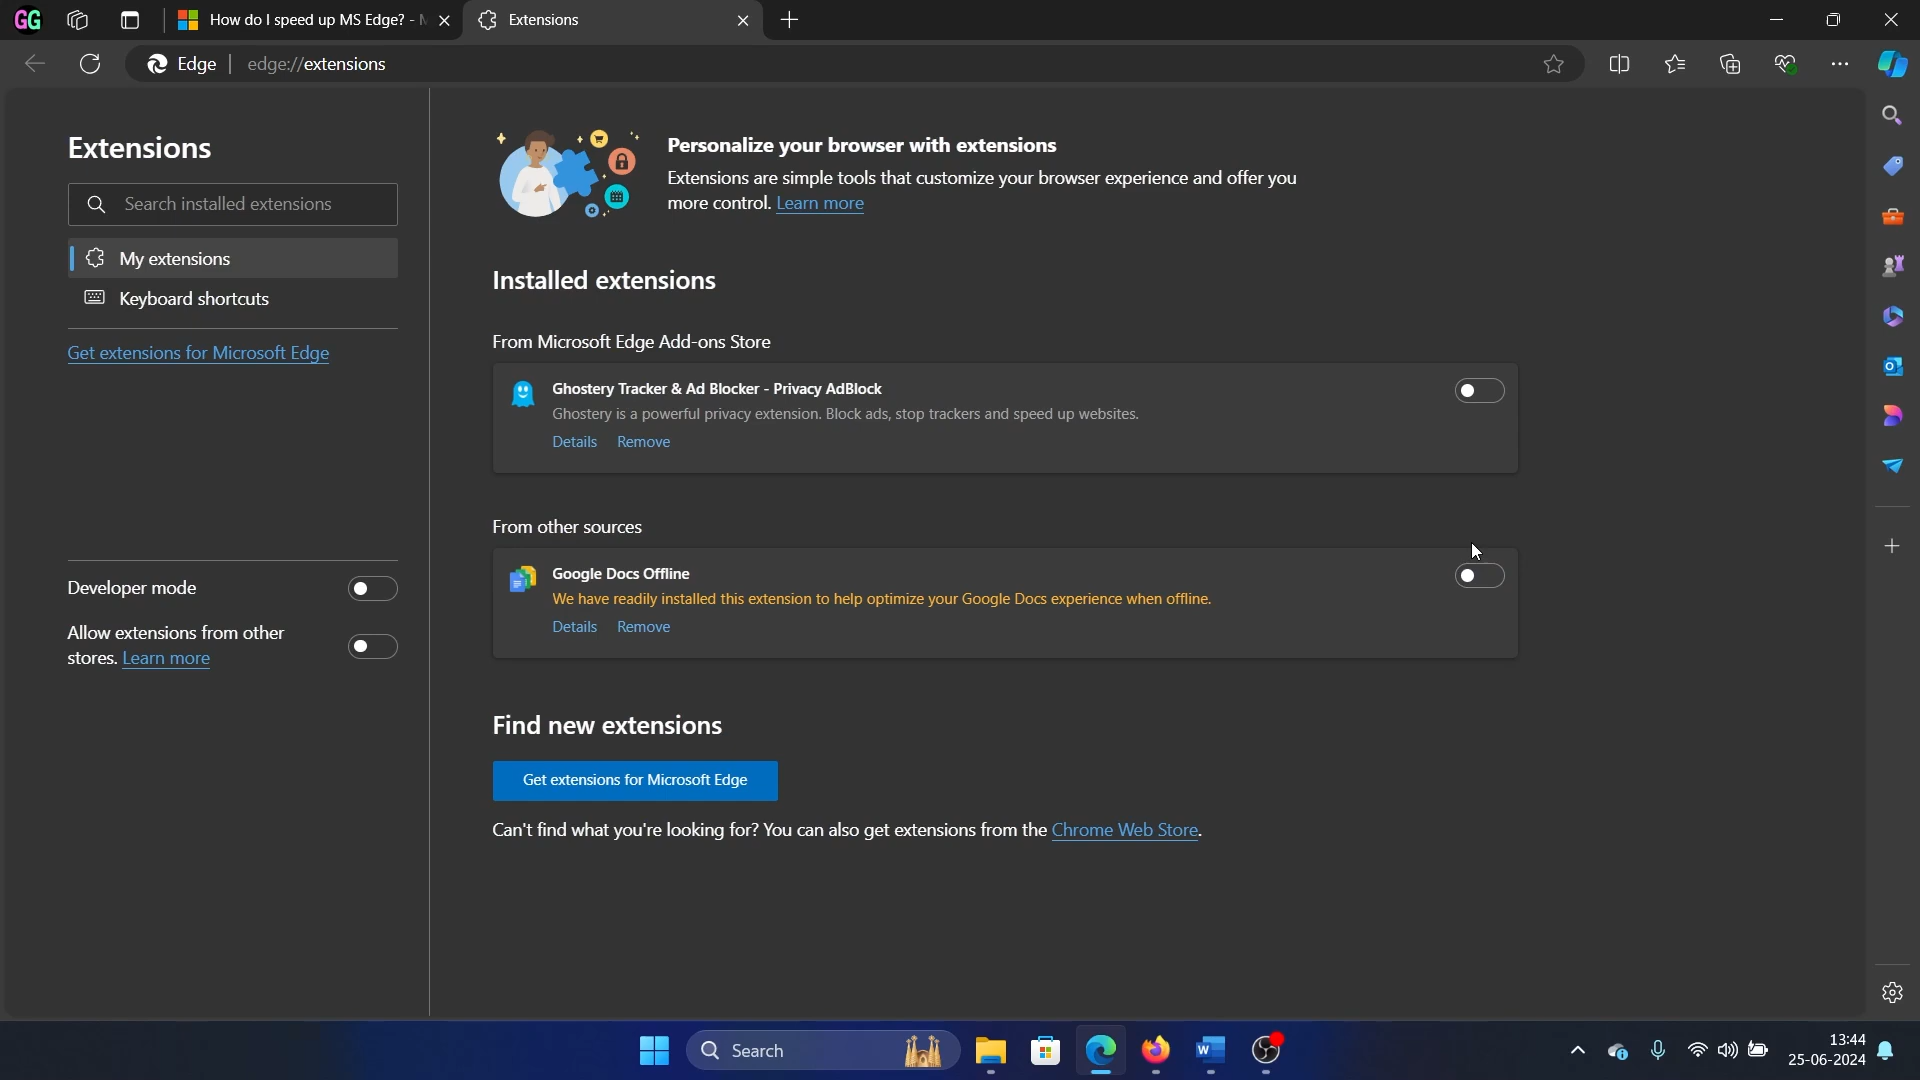 GG
How do I speed up MS Edge? -
Extensions
Edge
edge://extensions
Extensions
Search installed extensions
My extensions
Keyboard shortcuts
Get extensions for Microsoft Edge
Developer mode
Allow extensions from other
stores. Learn more
Personalize your browser with extensions
Extensions are simple tools that customize your browser experience and offer you
more control. Learn more
Installed extensions
From Microsoft Edge Add-ons Store
Ghostery Tracker & Ad Blocker - Privacy AdBlock
Ghostery is a powerful privacy extension. Block ads, stop trackers and speed up websites.
Details Remove
From other sources
Google Docs Offline
We have readily installed this extension to help optimize your Google Docs experience when offline.
Details Remove
Find new extensions
Get extensions for Microsoft Edge
Can't find what you're looking for? You can also get extensions from the Chrome Web Store.
Search
13:44
25-06-2024